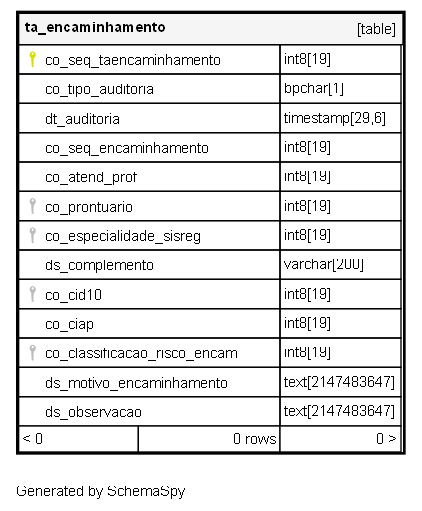 ta_encaminhamento [table]
co_seq_taencaminhamento int8[19]
co_tipo_auditoria bpchar[1]
dt_auditoria timestamp[29,6]
co_seq_encaminhamento int8[19]
co_atend_prof int8[19]
co_prontuario int8[19]
co_especialidade_sisreg int8[19]
ds_complemento varchar[200]
co_cid10 int8[19]
co_ciap int8[19]
co_classificacao_risco_encam int8[19]
ds_motivo_encaminhamento text[2147483647]
ds_observacao text[2147483647]
< 0 0 rows 0 >
Generated by SchemaSpy